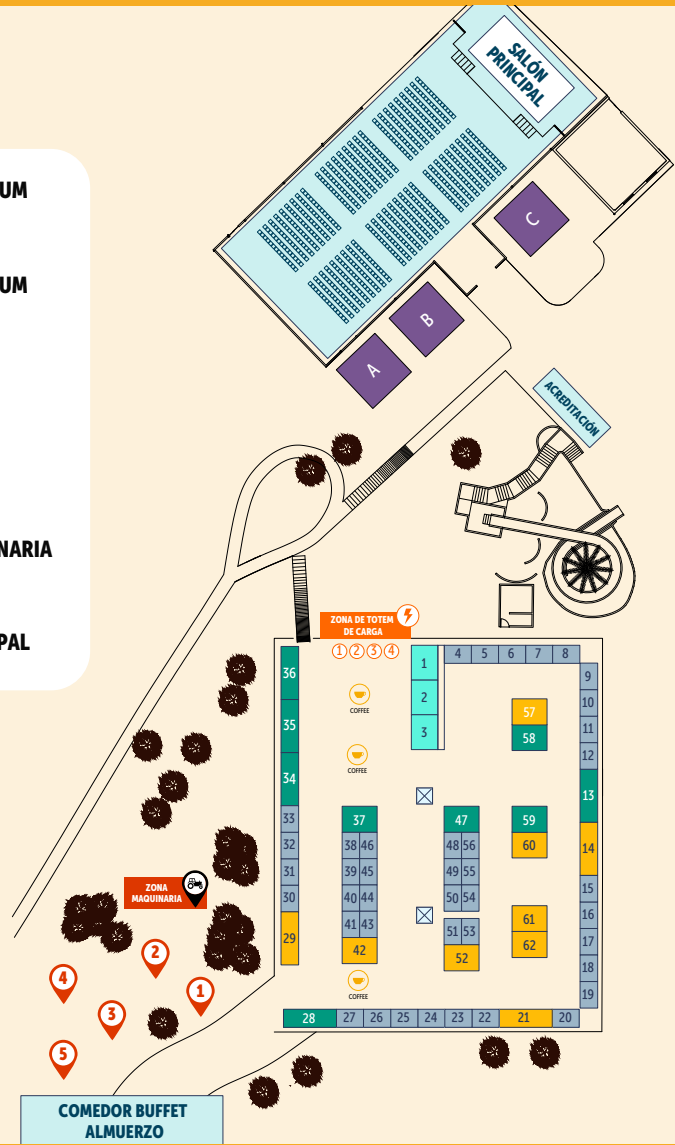 SALÓN
PRINCIPAL
UM
UM
C
B
A
ACREDITACIÓN
NARIA
PAL
ZONA DE TOTEM
DE CARGA
1 2 3 4
1
2
3
4 5 6 7 8
9
10
11
12
13
14
15
16
17
18
19
36
35
34
33
32
31
30
29
COFFEE
COFFEE
57
58
37
38 46
39 45
40 44
41 43
42
47
48 56
49 55
50 54
51 53
52
59
60
61
62
COFFEE
28 27 26 25 24 23 22 21 20
ZONA
MAQUINARIA
2
1
4
3
5
COMEDOR BUFFET
ALMUERZO